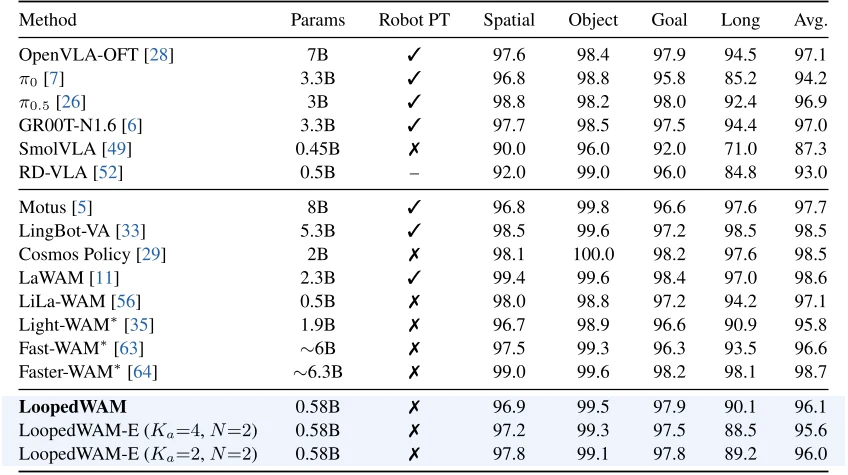 Method Params Robot PT Spatial Object Goal Long Avg.
OpenVLA-OFT [28] 7B ✓ 97.6 98.4 97.9 94.5 97.1
π0 [7] 3.3B ✓ 96.8 98.8 95.8 85.2 94.2
π0.5 [26] 3B ✓ 98.8 98.2 98.0 92.4 96.9
GR00T-N1.6 [6] 3.3B ✓ 97.7 98.5 97.5 94.4 97.0
SmolVLA [49] 0.45B ✗ 90.0 96.0 92.0 71.0 87.3
RD-VLA [52] 0.5B – 92.0 99.0 96.0 84.8 93.0
Motus [5] 8B ✓ 96.8 99.8 96.6 97.6 97.7
LingBot-VA [33] 5.3B ✓ 98.5 99.6 97.2 98.5 98.5
Cosmos Policy [29] 2B ✗ 98.1 100.0 98.2 97.6 98.5
LaWAM [11] 2.3B ✓ 99.4 99.6 98.4 97.0 98.6
LiLa-WAM [56] 0.5B ✗ 98.0 98.8 97.2 94.2 97.1
Light-WAM* [35] 1.9B ✗ 96.7 98.9 96.6 90.9 95.8
Fast-WAM* [63] ~6B ✗ 97.5 99.3 96.3 93.5 96.6
Faster-WAM* [64] ~6.3B ✗ 99.0 99.6 98.2 98.1 98.7
LoopedWAM 0.58B ✗ 96.9 99.5 97.9 90.1 96.1
LoopedWAM-E (Ka=4, N=2) 0.58B ✗ 97.2 99.3 97.5 88.5 95.6
LoopedWAM-E (Ka=2, N=2) 0.58B ✗ 97.8 99.1 97.8 89.2 96.0